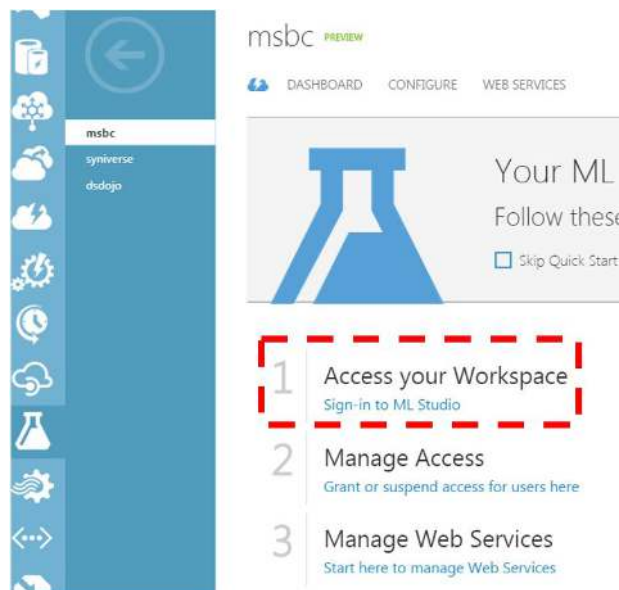 msbc PREVIEW
DASHBOARD CONFIGURE WEB SERVICES
msbc
syniverse
dsdojo
Your ML
Follow these
Skip Quick Start
1 Access your Workspace
Sign-in to ML Studio
2 Manage Access
Grant or suspend access for users here
3 Manage Web Services
Start here to manage Web Services